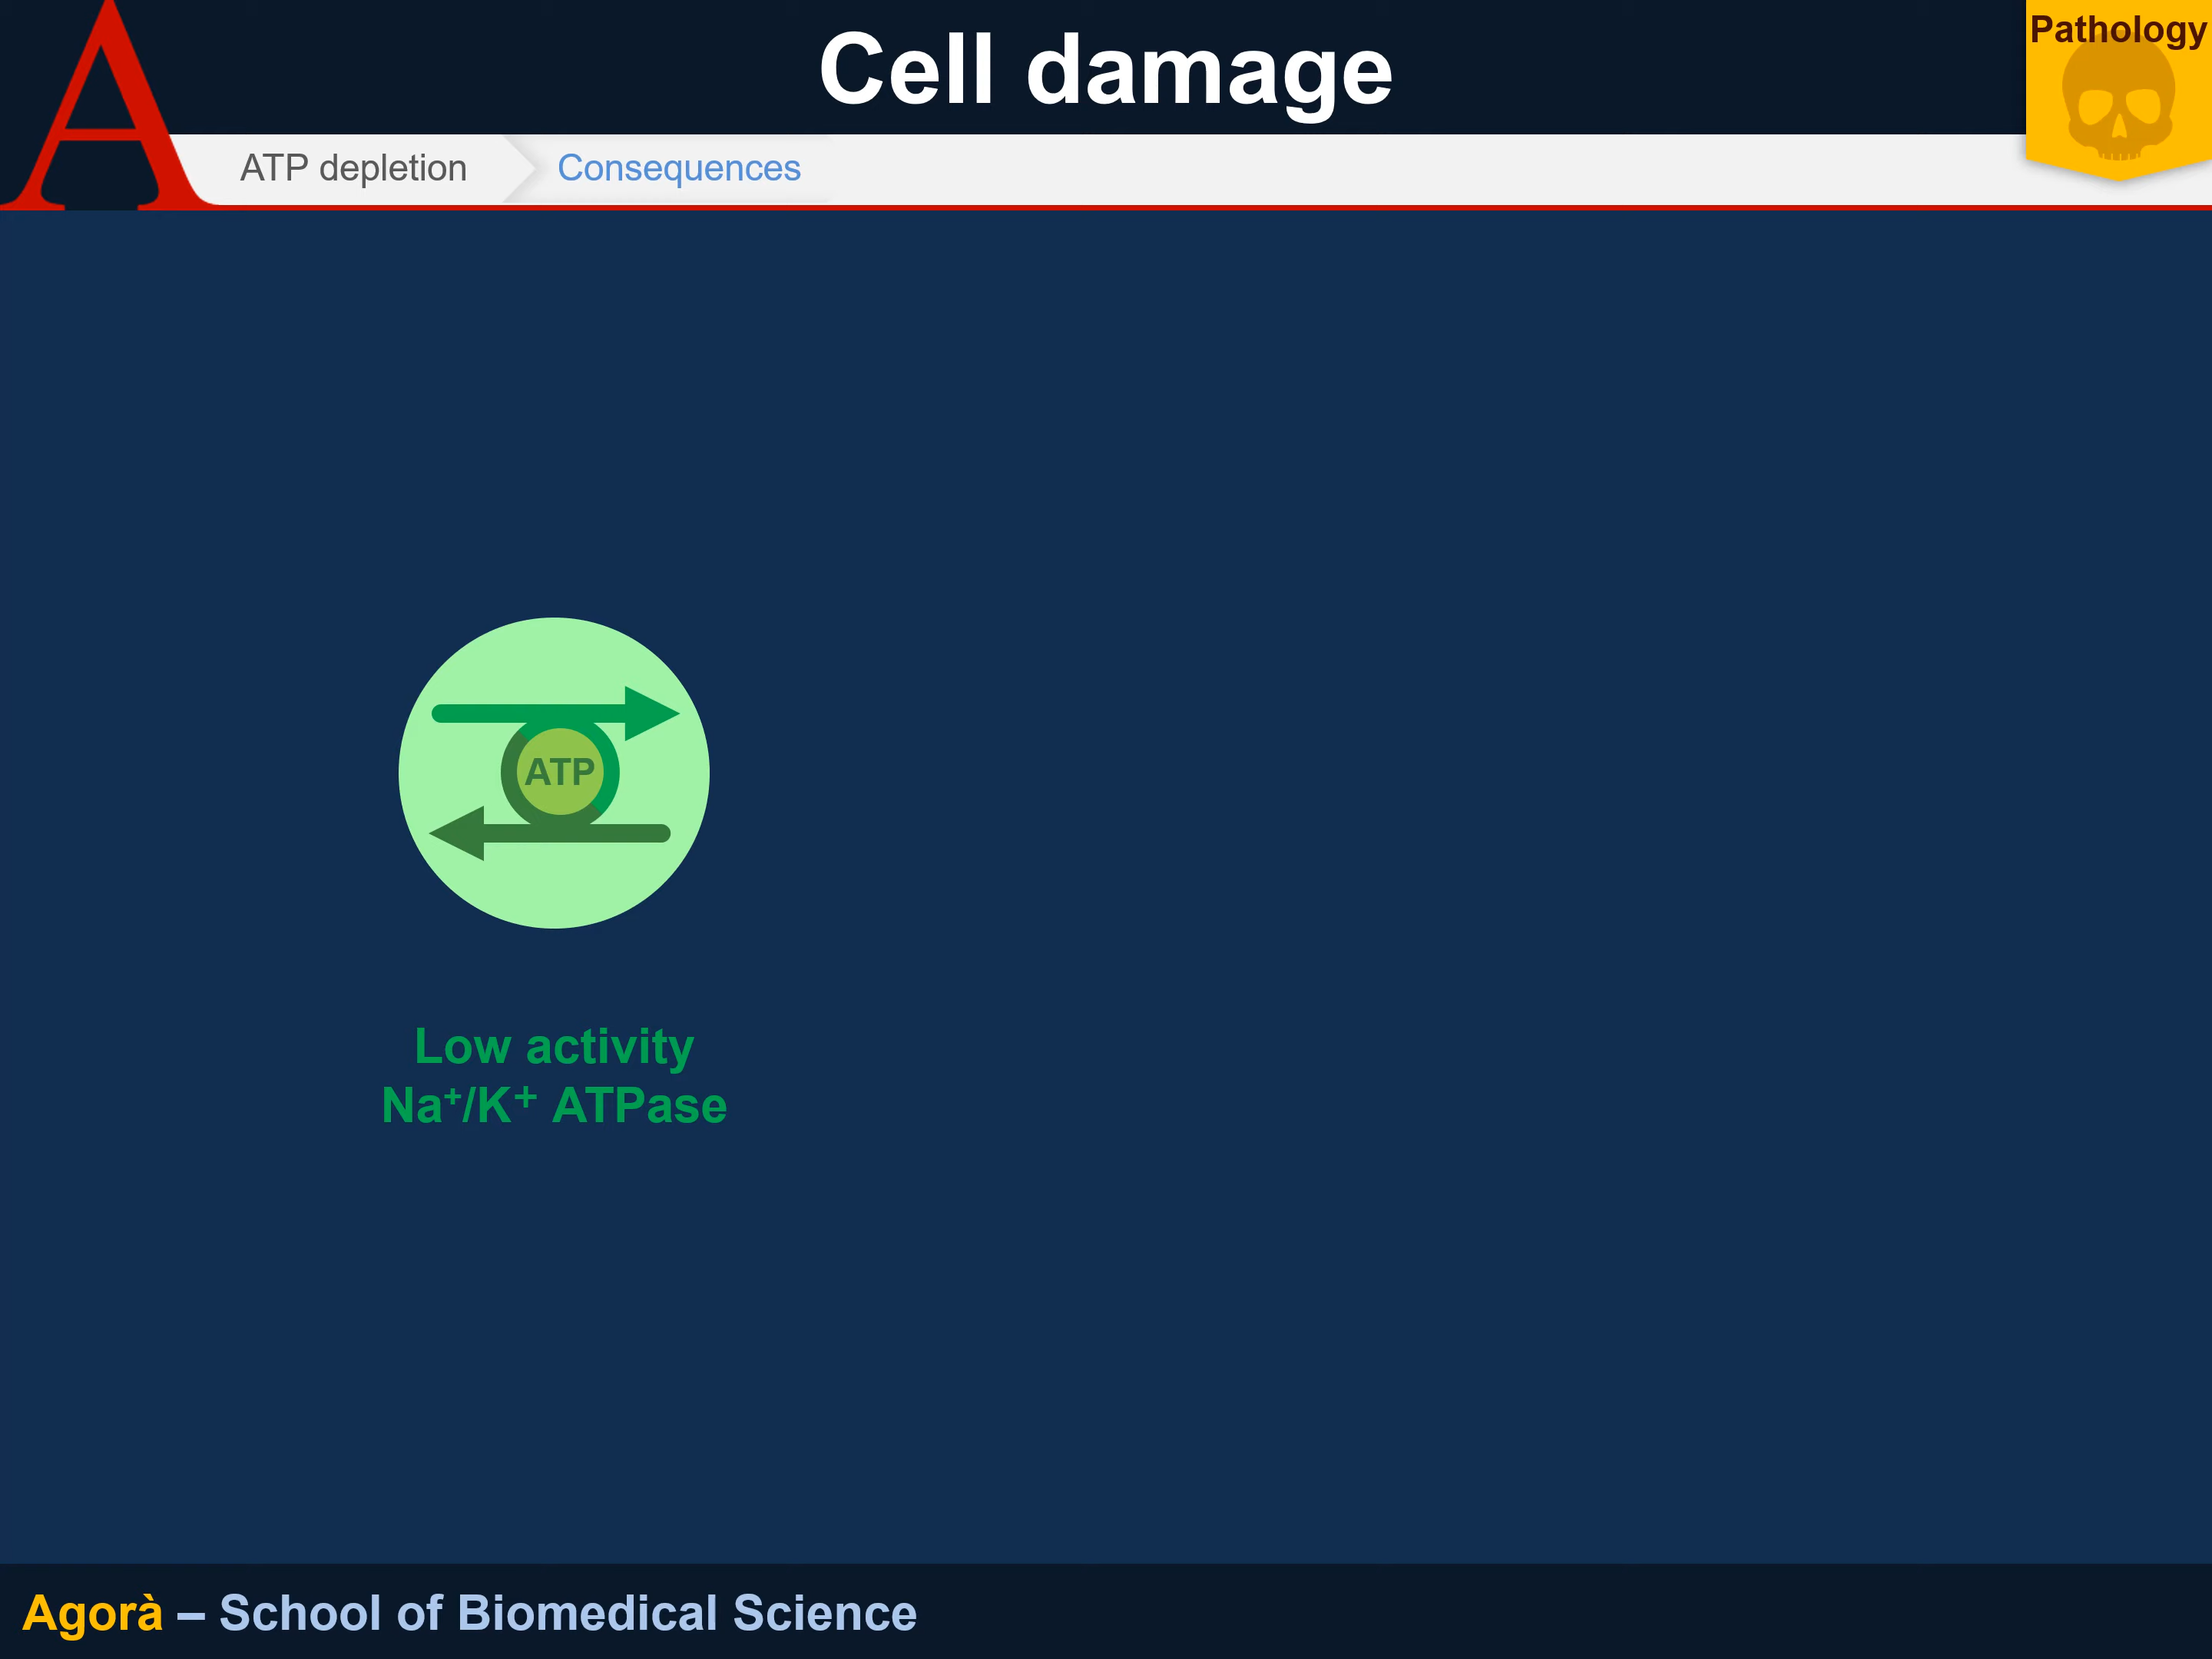 A
Cell damage
Pathology
ATP depletion
Consequences
ATP
Low activity
Na⁺/K⁺ ATPase
Agorà – School of Biomedical Science